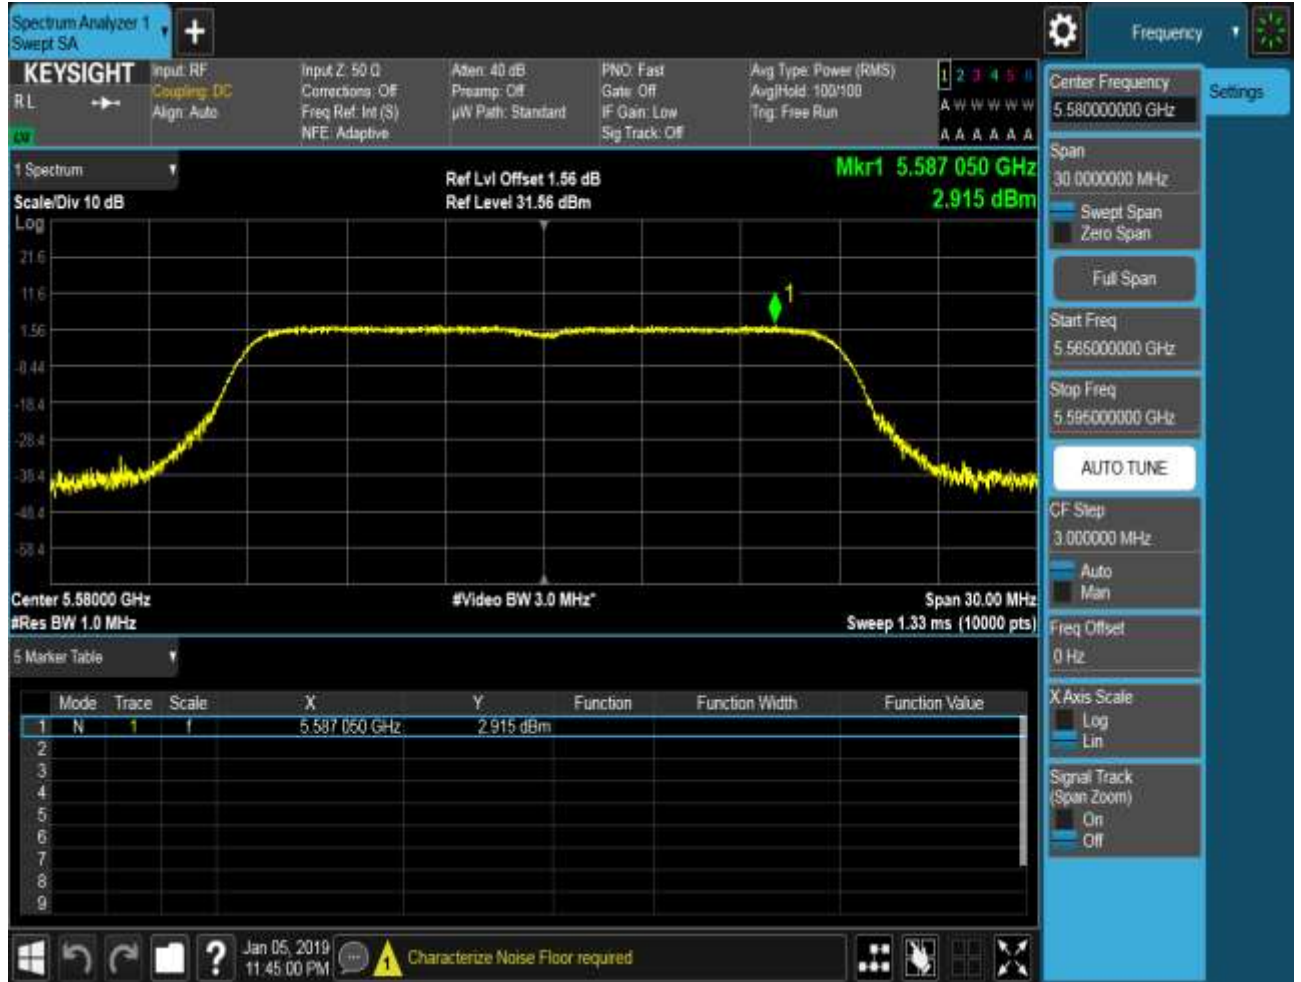 Spectrum Analyzer 1
Swept SA
+
Frequency
KEYSIGHT
R L
LXI
Input: RF
Coupling: DC
Align: Auto
Input Z: 50 Ω
Corrections: Off
Freq Ref: Int (S)
NFE: Adaptive
Atten: 40 dB
Preamp: Off
µW Path: Standard
PNO: Fast
Gate: Off
IF Gain: Low
Sig Track: Off
Avg Type: Power (RMS)
Avg|Hold: 100/100
Trig: Free Run
1 2 3 4 5 6
A W W W W W
A A A A A A
1 Spectrum
Scale/Div 10 dB
Ref Lvl Offset 1.56 dB
Ref Level 31.56 dBm
Mkr1 5.587 050 GHz
2.915 dBm
Log
21.6
11.6
1.56
-8.44
-18.4
-28.4
-38.4
-48.4
-58.4
1
Center 5.58000 GHz
#Res BW 1.0 MHz
#Video BW 3.0 MHz*
Span 30.00 MHz
Sweep 1.33 ms (10000 pts)
5 Marker Table
Mode Trace Scale X Y Function Function Width Function Value
1 N 1 f 5.587 050 GHz 2.915 dBm
2
3
4
5
6
7
8
9
Jan 05, 2019
11:45:00 PM
1
Characterize Noise Floor required
Center Frequency
5.580000000 GHz
Settings
Span
30.0000000 MHz
Swept Span
Zero Span
Full Span
Start Freq
5.565000000 GHz
Stop Freq
5.595000000 GHz
AUTO TUNE
CF Step
3.000000 MHz
Auto
Man
Freq Offset
0 Hz
X Axis Scale
Log
Lin
Signal Track
(Span Zoom)
On
Off